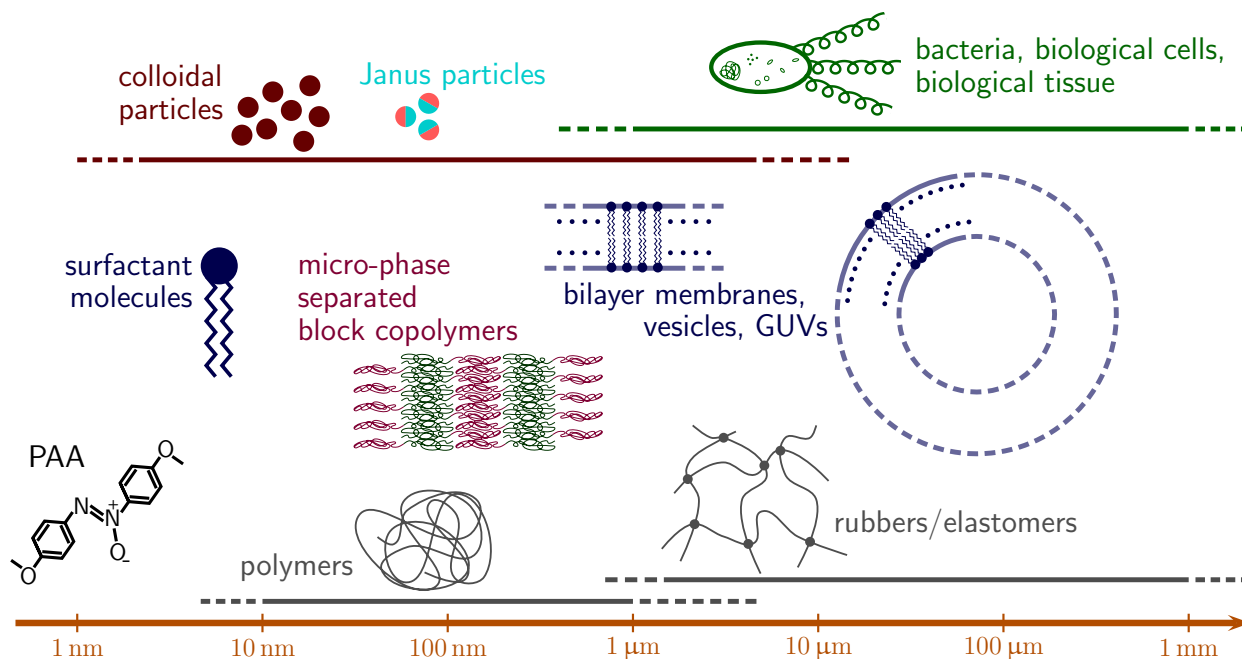 colloidal
particles
Janus particles
bacteria, biological cells,
biological tissue
surfactant
molecules
micro-phase
separated
block copolymers
bilayer membranes,
vesicles, GUVs
PAA
O
N
N
+
O
-
O
polymers
rubbers/elastomers
1 nm
10 nm
100 nm
1 μm
10 μm
100 μm
1 mm